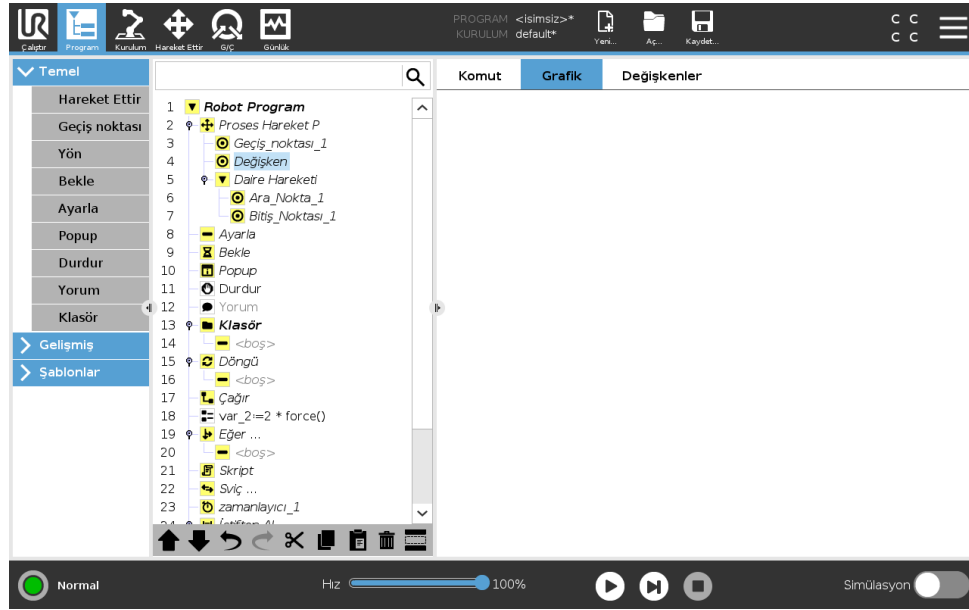 PROGRAM <isimsiz>*
KURULUM default*
Çalıştır Program Kurulum Hareket Ettir G/Ç Günlük Yeni... Aç... Kaydet...
C C
C C
Temel
Hareket Ettir
Geçiş noktası
Yön
Bekle
Ayarla
Popup
Durdur
Yorum
Klasör
Gelişmiş
Şablonlar
1 Robot Program
2 Proses Hareket P
3 Geçiş_noktası_1
4 Değişken
5 Daire Hareketi
6 Ara_Nokta_1
7 Bitiş_Noktası_1
8 Ayarla
9 Bekle
10 Popup
11 Durdur
12 Yorum
13 Klasör
14 <boş>
15 Döngü
16 <boş>
17 Çağır
18 var_2:=2 * force()
19 Eğer ...
20 <boş>
21 Skript
22 Sviç ...
23 zamanlayıcı_1
Komut Grafik Değişkenler
Normal
Hız 100%
Simülasyon